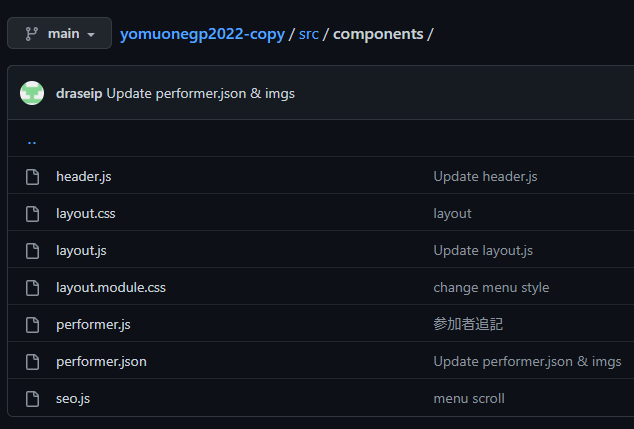 main
yomuonegp2022-copy / src / components /
draseip Update performer.json & imgs
..
header.js Update header.js
layout.css layout
layout.js Update layout.js
layout.module.css change menu style
performer.js 参加者追記
performer.json Update performer.json & imgs
seo.js menu scroll